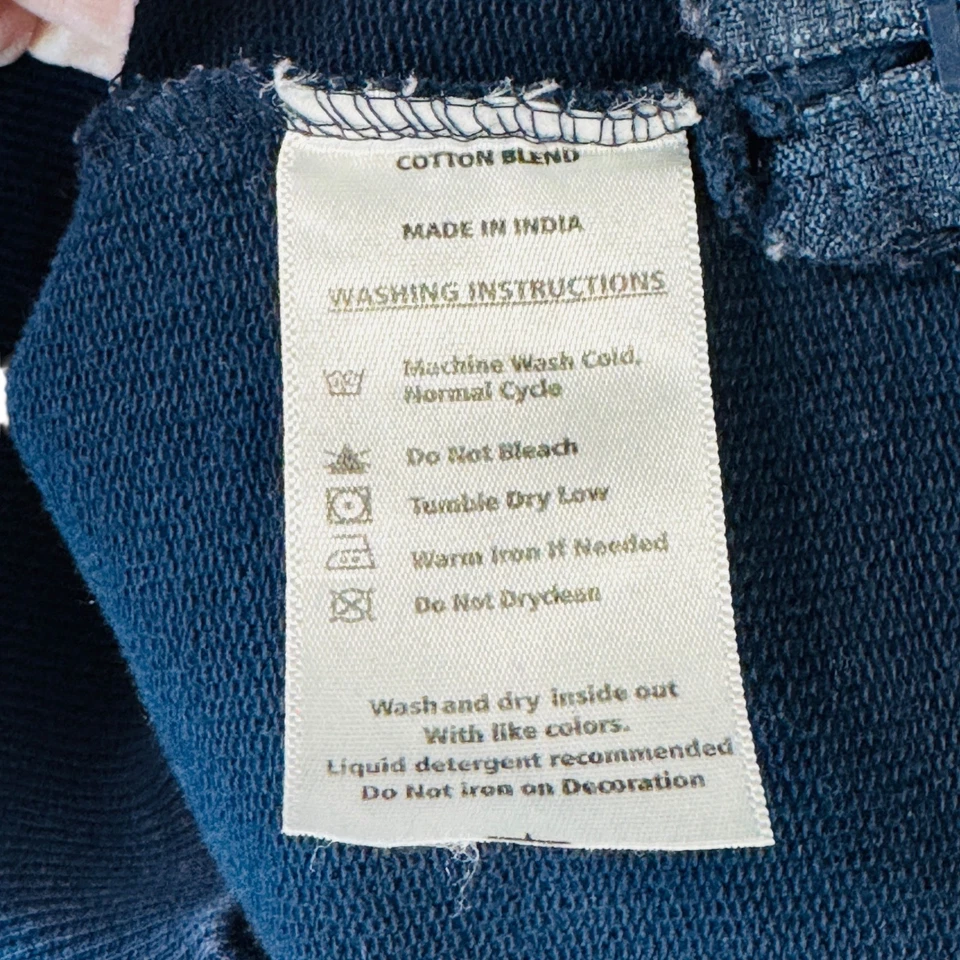 COTTON BLEND
MADE IN INDIA
WASHING INSTRUCTIONS
Machine Wash Cold,
Normal Cycle
Do Not Bleach
Tumble Dry Low
Warm Iron If Needed
Do Not Dryclean
Wash and dry inside out
With like colors.
Liquid detergent recommended
Do Not iron on Decoration